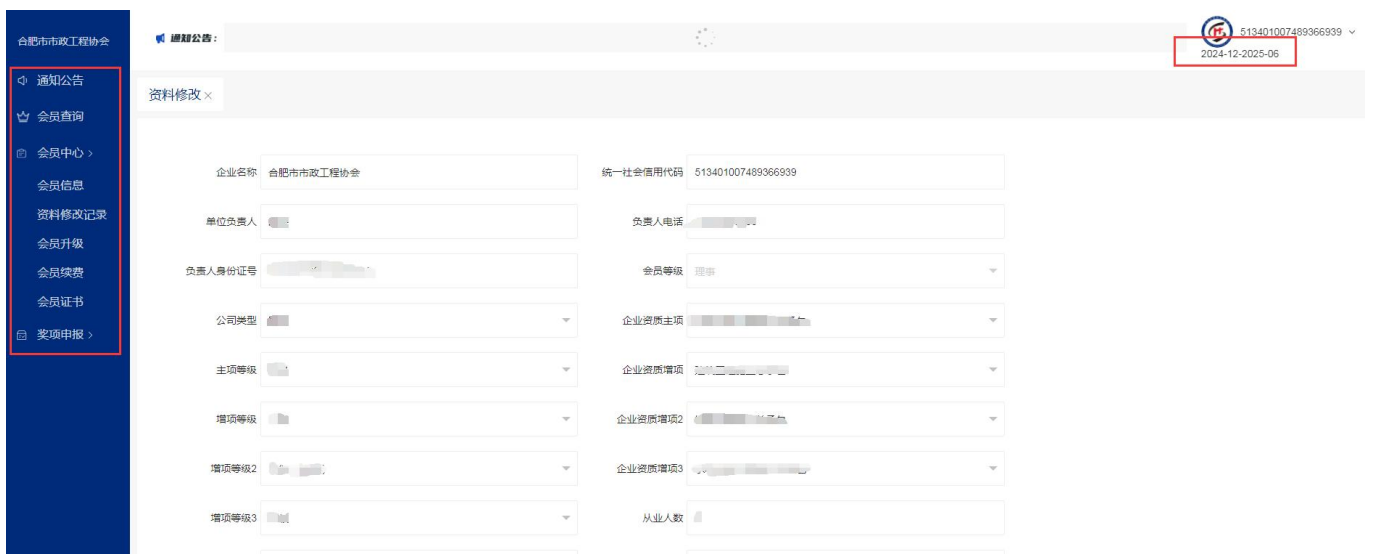 合肥市市政工程协会
通知公告：
513401007489366939
2024-12-2025-06
通知公告
会员查询
会员中心
会员信息
资料修改记录
会员升级
会员续费
会员证书
奖项申报
资料修改
企业名称 合肥市市政工程协会
统一社会信用代码 513401007489366939
单位负责人
负责人电话
负责人身份证号
会员等级 理事
公司类型
企业资质主项
主项等级
企业资质增项
增项等级
企业资质增项2
增项等级2
企业资质增项3
增项等级3
从业人数